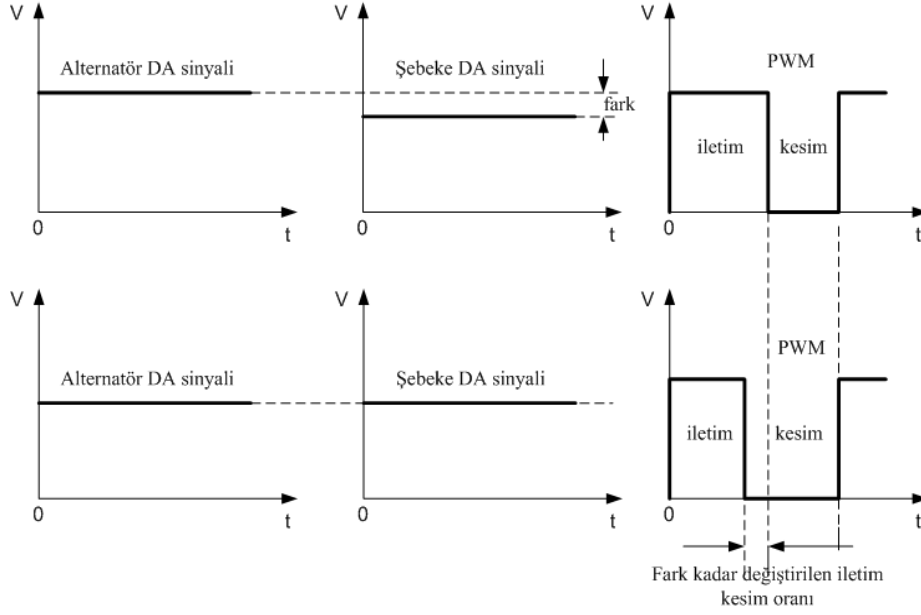 V
V
V
Alternatör DA sinyali
Şebeke DA sinyali
PWM
fark
iletim
kesim
0
t
0
t
0
t
V
V
V
Alternatör DA sinyali
Şebeke DA sinyali
PWM
iletim
kesim
0
t
0
t
0
t
Fark kadar değiştirilen iletim
kesim oranı